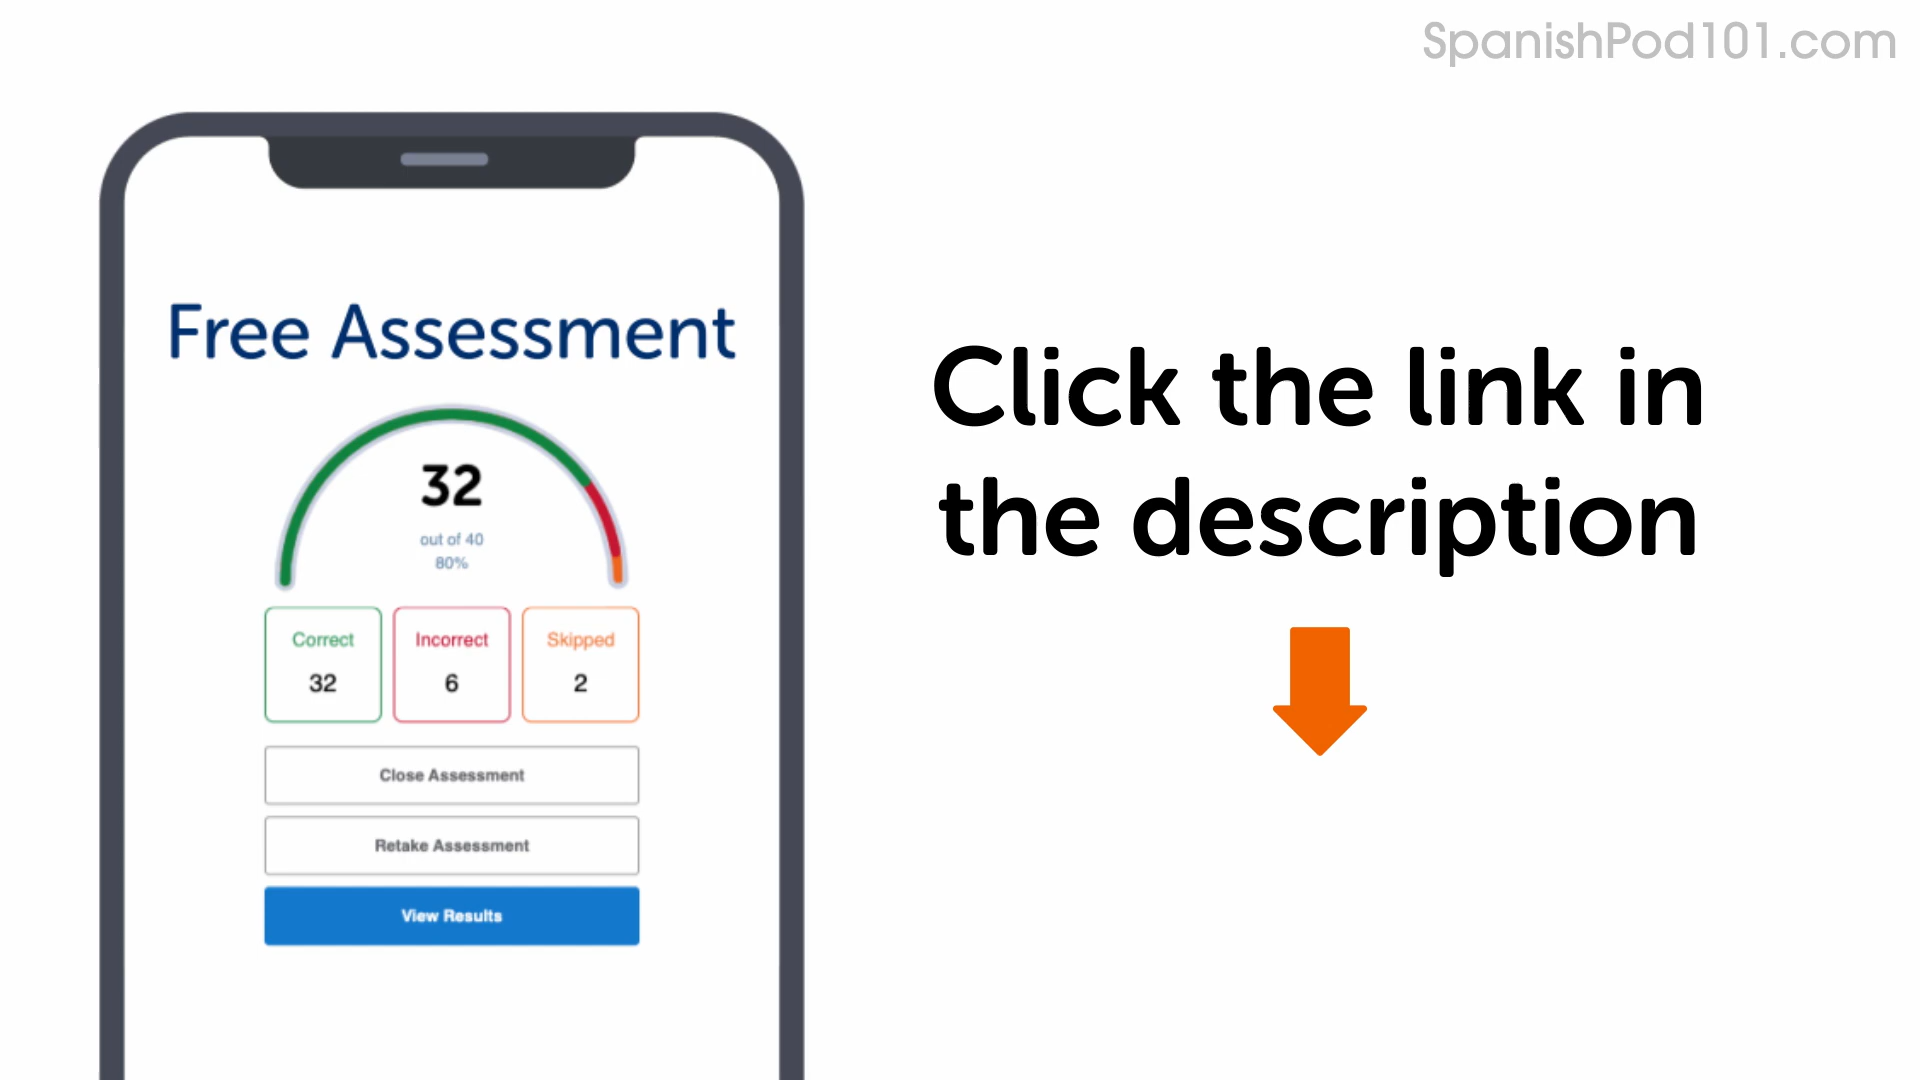 SpanishPod101.com
Free Assessment
32
out of 40
80%
Correct
32
Incorrect
6
Skipped
2
Close Assessment
Retake Assessment
View Results
Click the link in
the description